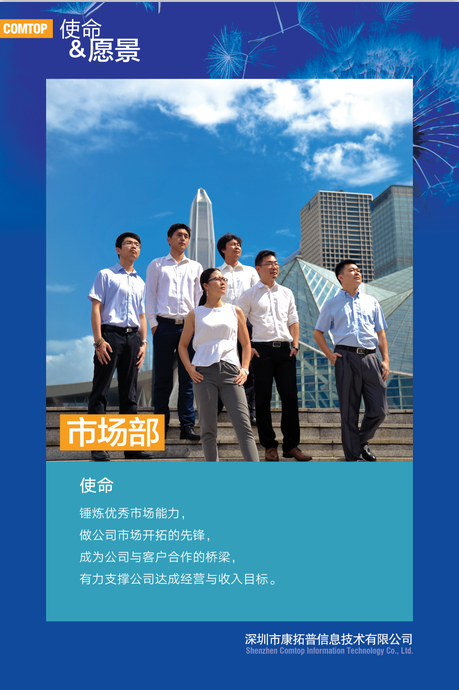 COMTOP
使命
&愿景
市场部
使命
锤炼优秀市场能力，
做公司市场开拓的先锋，
成为公司与客户合作的桥梁，
有力支撑公司达成经营与收入目标。
深圳市康拓普信息技术有限公司
Shenzhen Comtop Information Technology Co., Ltd.